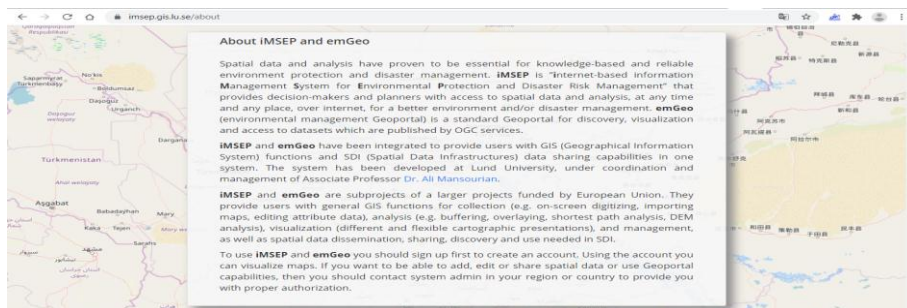 imsep.gis.lu.se/about
About iMSEP and emGeo
Spatial data and analysis have proven to be essential for knowledge-based and reliable
environment protection and disaster management. iMSEP is "internet-based information
Management System for Environmental Protection and Disaster Risk Management" that
provides decision-makers and planners with access to spatial data and analysis, at any time
and any place, over internet, for a better environment and/or disaster management. emGeo
(environmental management Geoportal) is a standard Geoportal for discovery, visualization
and access to datasets which are published by OGC services.
iMSEP and emGeo have been integrated to provide users with GIS (Geographical Information
System) functions and SDI (Spatial Data Infrastructures) data sharing capabilities in one
system. The system has been developed at Lund University, under coordination and
management of Associate Professor Dr. Ali Mansourian.
iMSEP and emGeo are subprojects of a larger projects funded by European Union. They
provide users with general GIS functions for collection (e.g. on-screen digitizing, importing
maps, editing attribute data), analysis (e.g. buffering, overlaying, shortest path analysis, DEM
analysis), visualization (different and flexible cartographic presentations), and management,
as well as spatial data dissemination, sharing, discovery and use needed in SDI.
To use iMSEP and emGeo you should sign up first to create an account. Using the account you
can visualize maps. If you want to be able to add, edit or share spatial data or use Geoportal
capabilities, then you should contact system admin in your region or country to provide you
with proper authorization.
Türkmenistan
Aşgabat
Babadayhan
Mary
Kaka
Tejen
Sarahs
Daşoguz
Urganch
No'kis